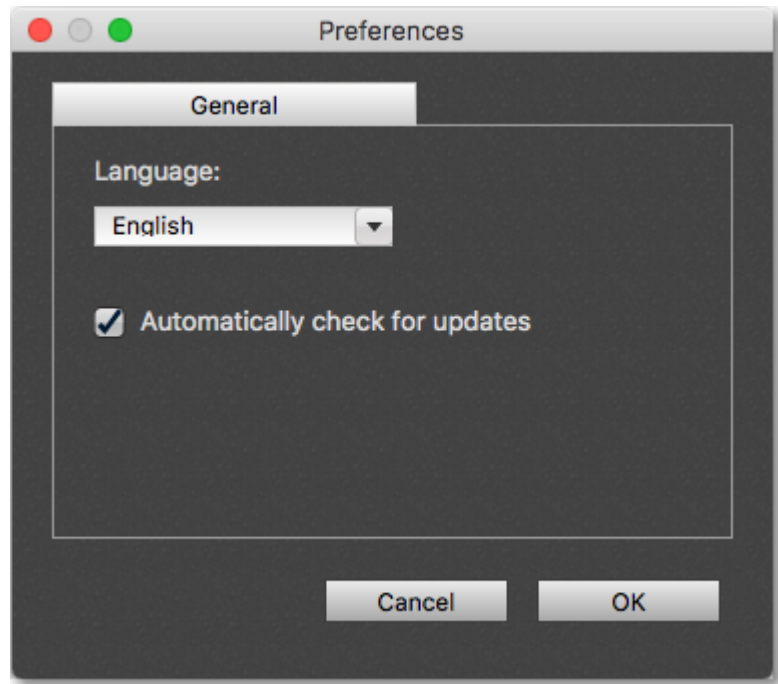 Preferences
General
Language:
English
Automatically check for updates
Cancel OK